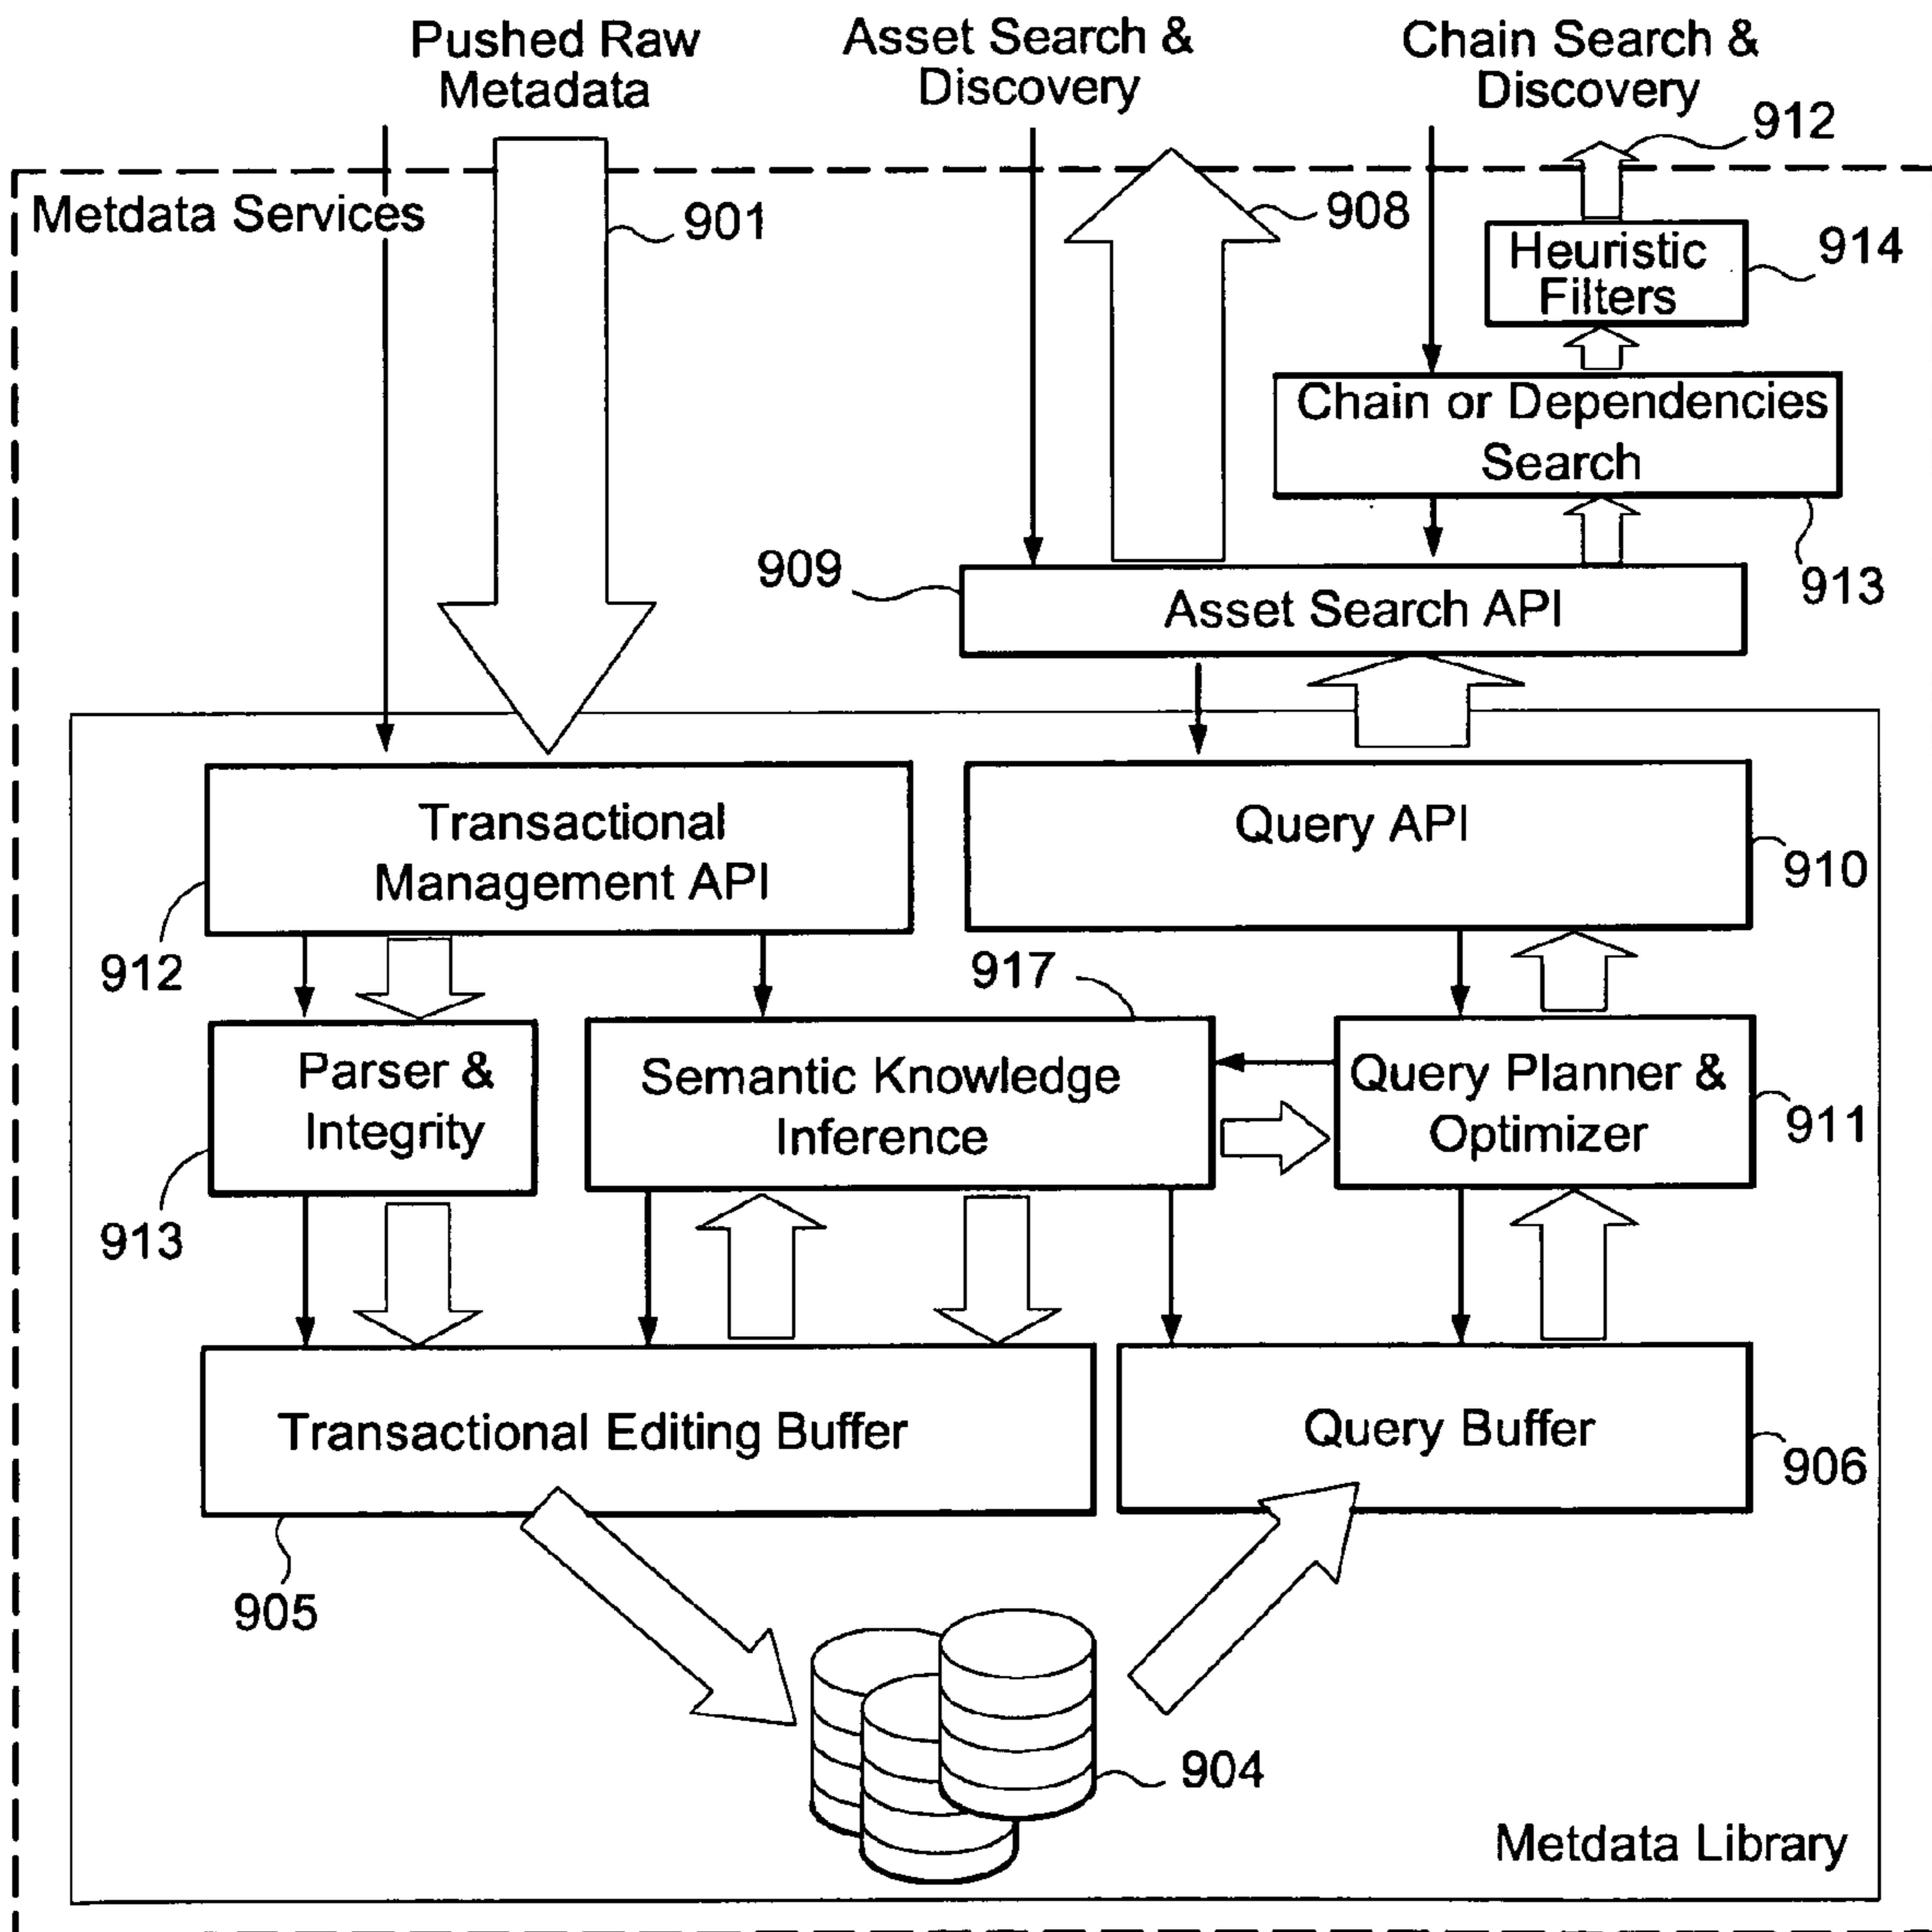 Pushed Raw
Metadata
Asset Search &
Discovery
Chain Search &
Discovery
912
Metdata Services
901
908
Heuristic
Filters
914
Chain or Dependencies
Search
913
909
Asset Search API
Transactional
Management API
912
Query API
910
917
Parser &
Integrity
913
Semantic Knowledge
Inference
Query Planner &
Optimizer
911
Transactional Editing Buffer
905
Query Buffer
906
904
Metdata Library